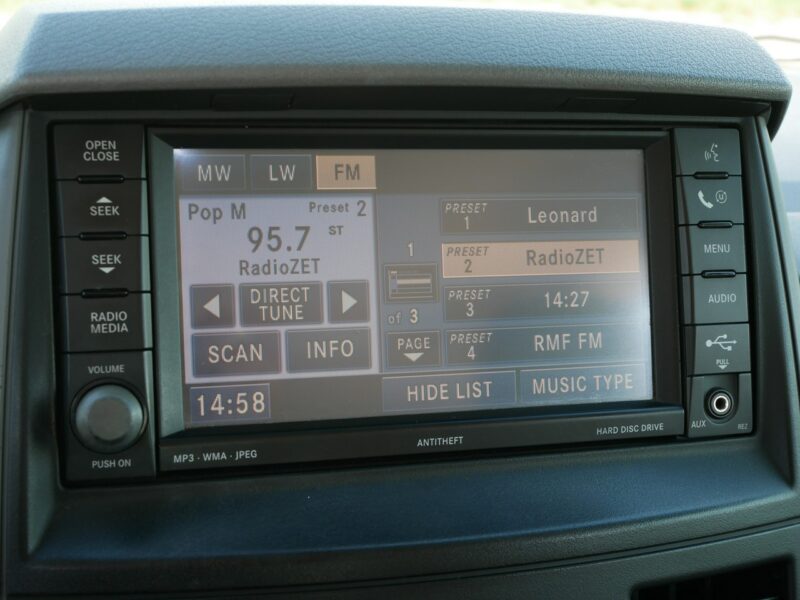 OPEN
CLOSE
SEEK
SEEK
RADIO
MEDIA
VOLUME
PUSH ON
MW
LW
FM
Pop M
Preset 2
95.7 ST
RadioZET
DIRECT
TUNE
SCAN
INFO
14:58
1
of 3
PAGE
PRESET
1
Leonard
PRESET
2
RadioZET
PRESET
3
14:27
PRESET
4
RMF FM
HIDE LIST
MUSIC TYPE
MENU
AUDIO
PULL
AUX
REZ
MP3 · WMA · JPEG
ANTITHEFT
HARD DISC DRIVE